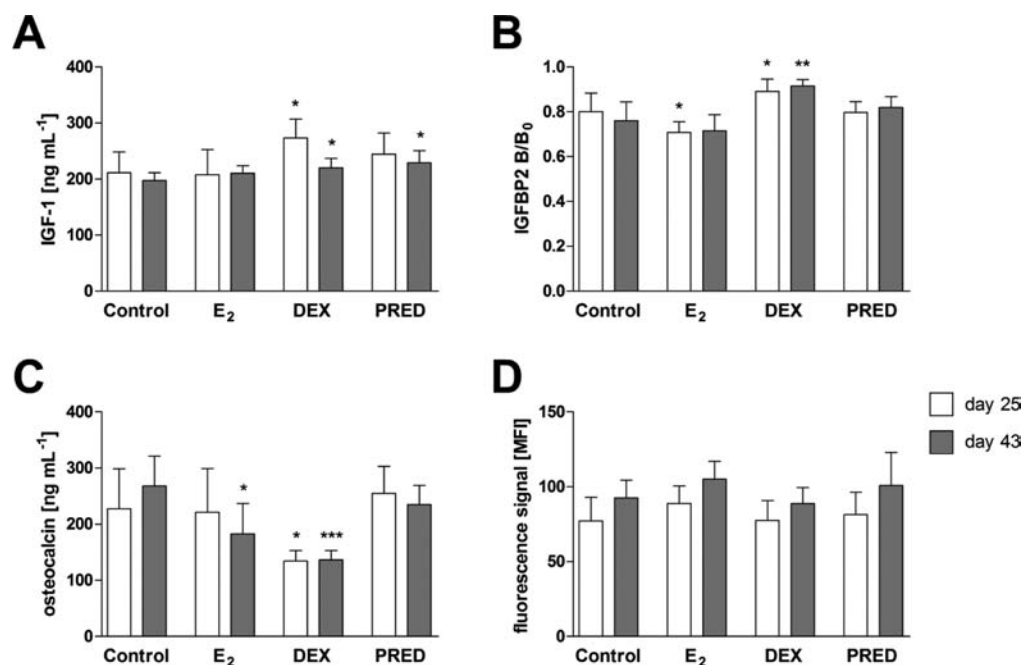 A
B
400
300
200
100
0
IGF-1 [ng mL-1]
* * *
Control E2 DEX PRED
1.0
0.8
0.6
0.4
0.2
0.0
IGFBP2 B/B0
* * **
Control E2 DEX PRED
C
D
400
300
200
100
0
osteocalcin [ng mL-1]
* * ***
Control E2 DEX PRED
150
100
50
0
fluorescence signal [MFI]
Control E2 DEX PRED
day 25
day 43